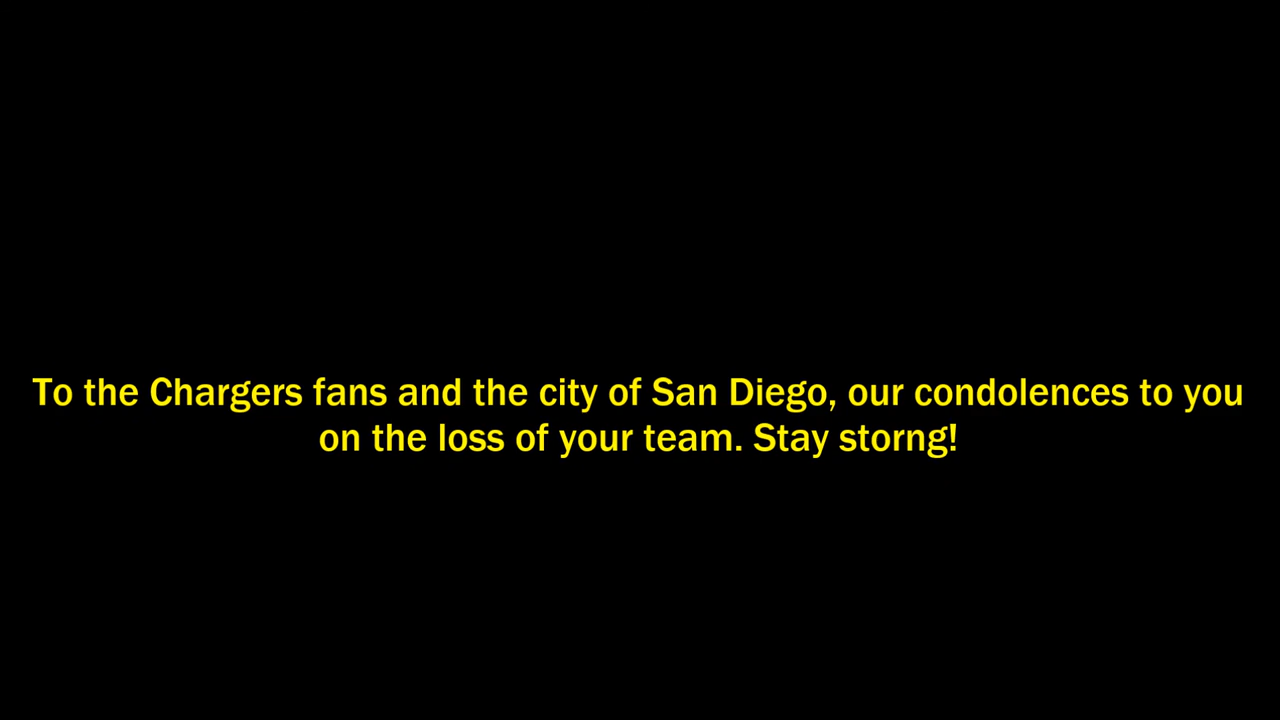 To the Chargers fans and the city of San Diego, our condolences to you
on the loss of your team. Stay storng!